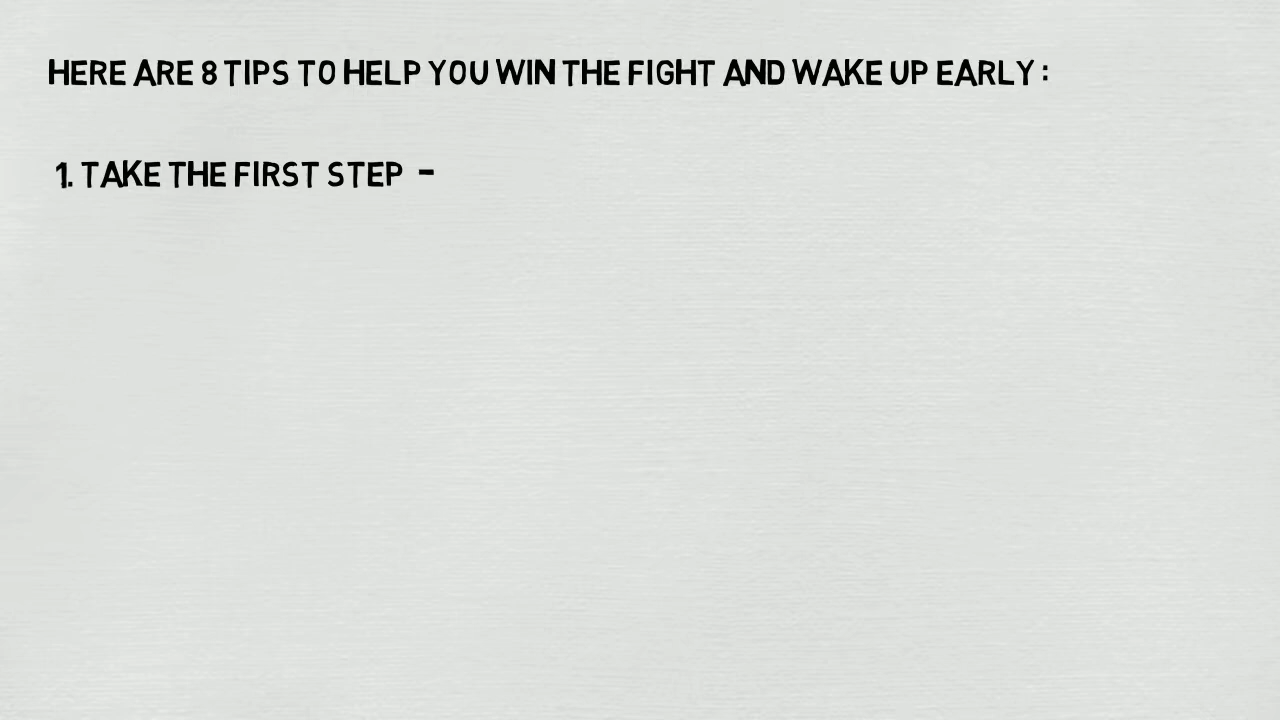 HERE ARE 8 TIPS TO HELP YOU WIN THE FIGHT AND WAKE UP EARLY :
1. TAKE THE FIRST STEP -